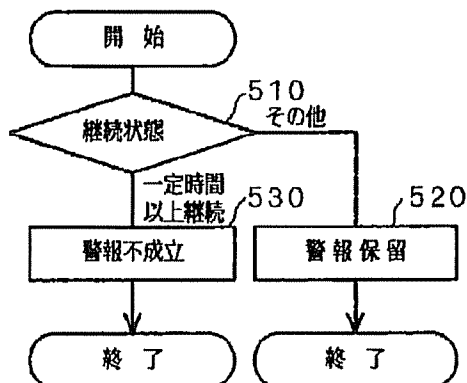 開 始
510
継続状態
その他
一定時間
以上継続
530
520
警報不成立
警報保留
終 了
終 了